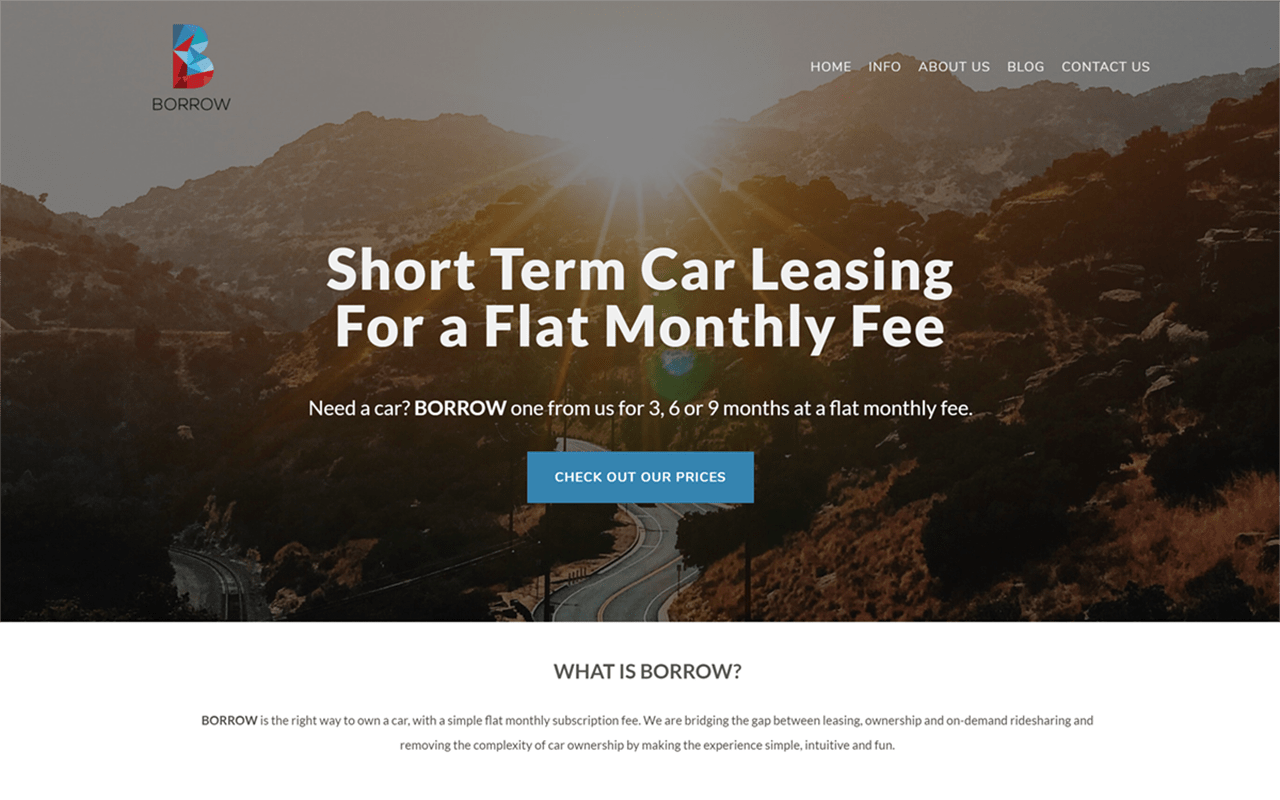 BORROW
HOME INFO ABOUT US BLOG CONTACT US
Short Term Car Leasing
For a Flat Monthly Fee
Need a car? BORROW one from us for 3, 6 or 9 months at a flat monthly fee.
CHECK OUT OUR PRICES
WHAT IS BORROW?
BORROW is the right way to own a car, with a simple flat monthly subscription fee. We are bridging the gap between leasing, ownership and on-demand ridesharing and
removing the complexity of car ownership by making the experience simple, intuitive and fun.